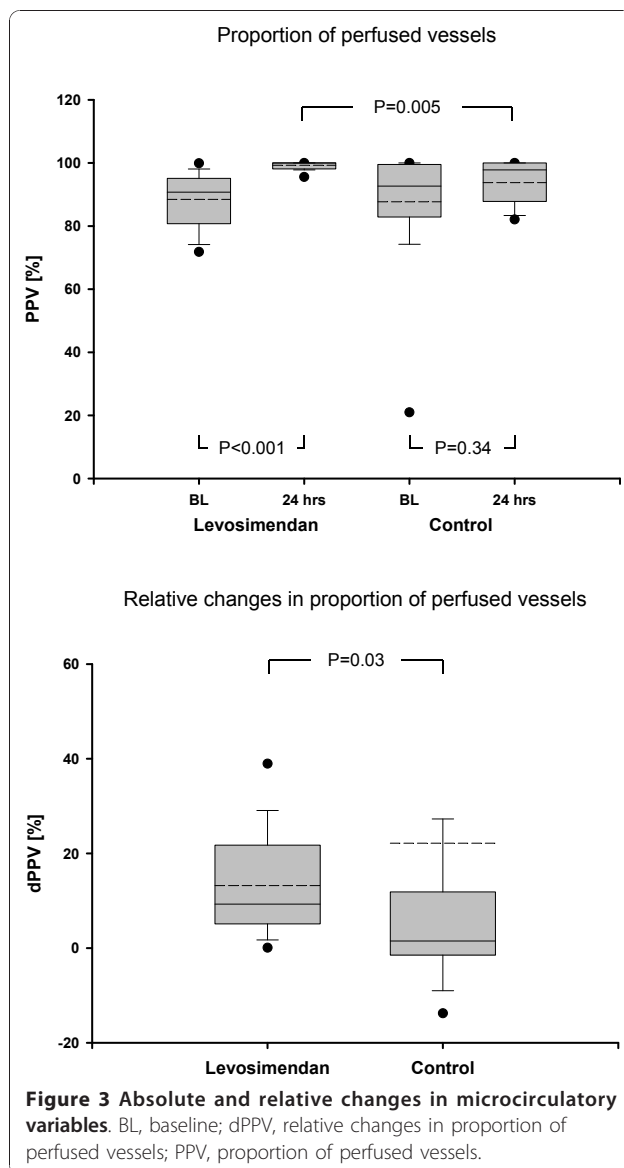 Proportion of perfused vessels
120
P=0.005
100
80
60
PPV [%]
40
20
P<0.001
P=0.34
0
BL
24 hrs
BL
24 hrs
Levosimendan
Control
Relative changes in proportion of perfused vessels
60
P=0.03
40
20
dPPV [%]
0
-20
Levosimendan
Control
Figure 3 Absolute and relative changes in microcirculatory
variables. BL, baseline; dPPV, relative changes in proportion of
perfused vessels; PPV, proportion of perfused vessels.